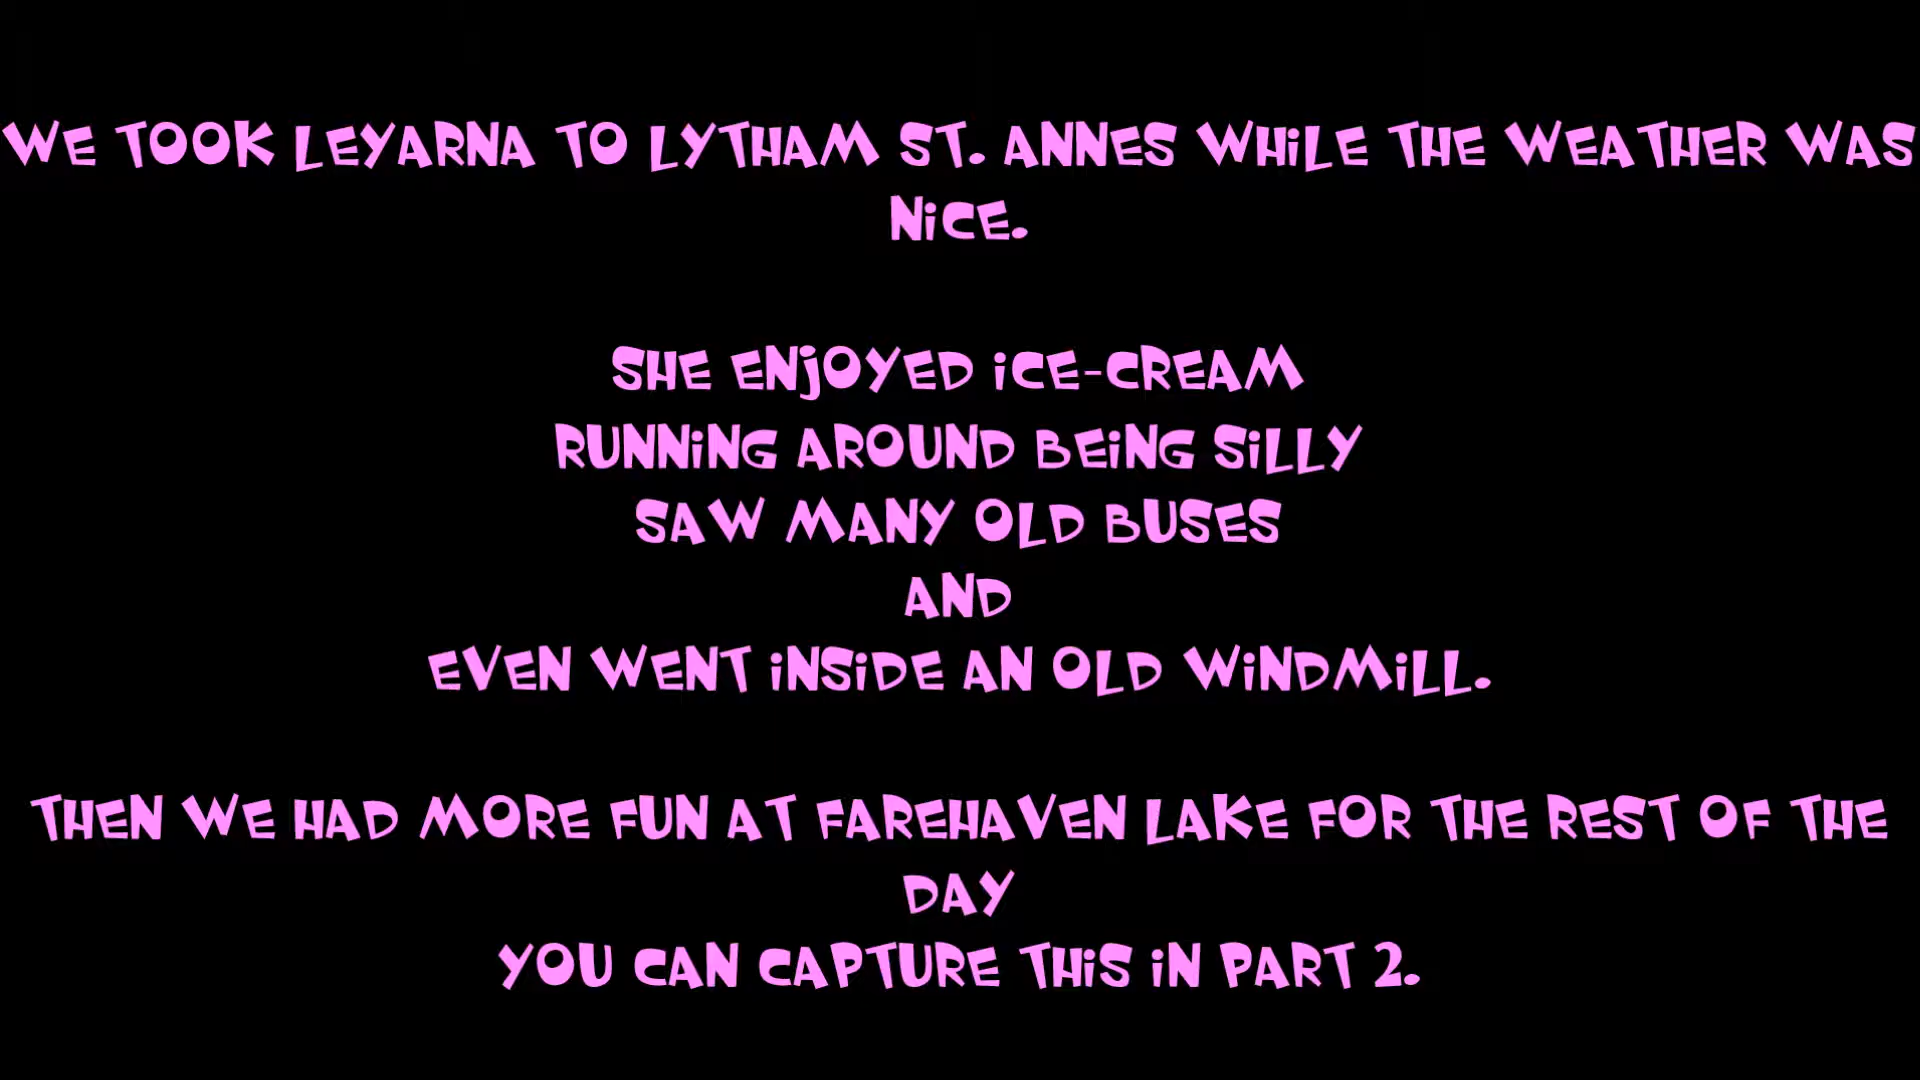 WE TOOK LEYARNA TO LYTHAM ST. ANNES WHILE THE WEATHER WAS
NICE.
SHE ENJOYED ICE-CREAM
RUNNING AROUND BEING SILLY
SAW MANY OLD BUSES
AND
EVEN WENT INSIDE AN OLD WINDMILL.
THEN WE HAD MORE FUN AT FAREHAVEN LAKE FOR THE REST OF THE
DAY
YOU CAN CAPTURE THIS IN PART 2.